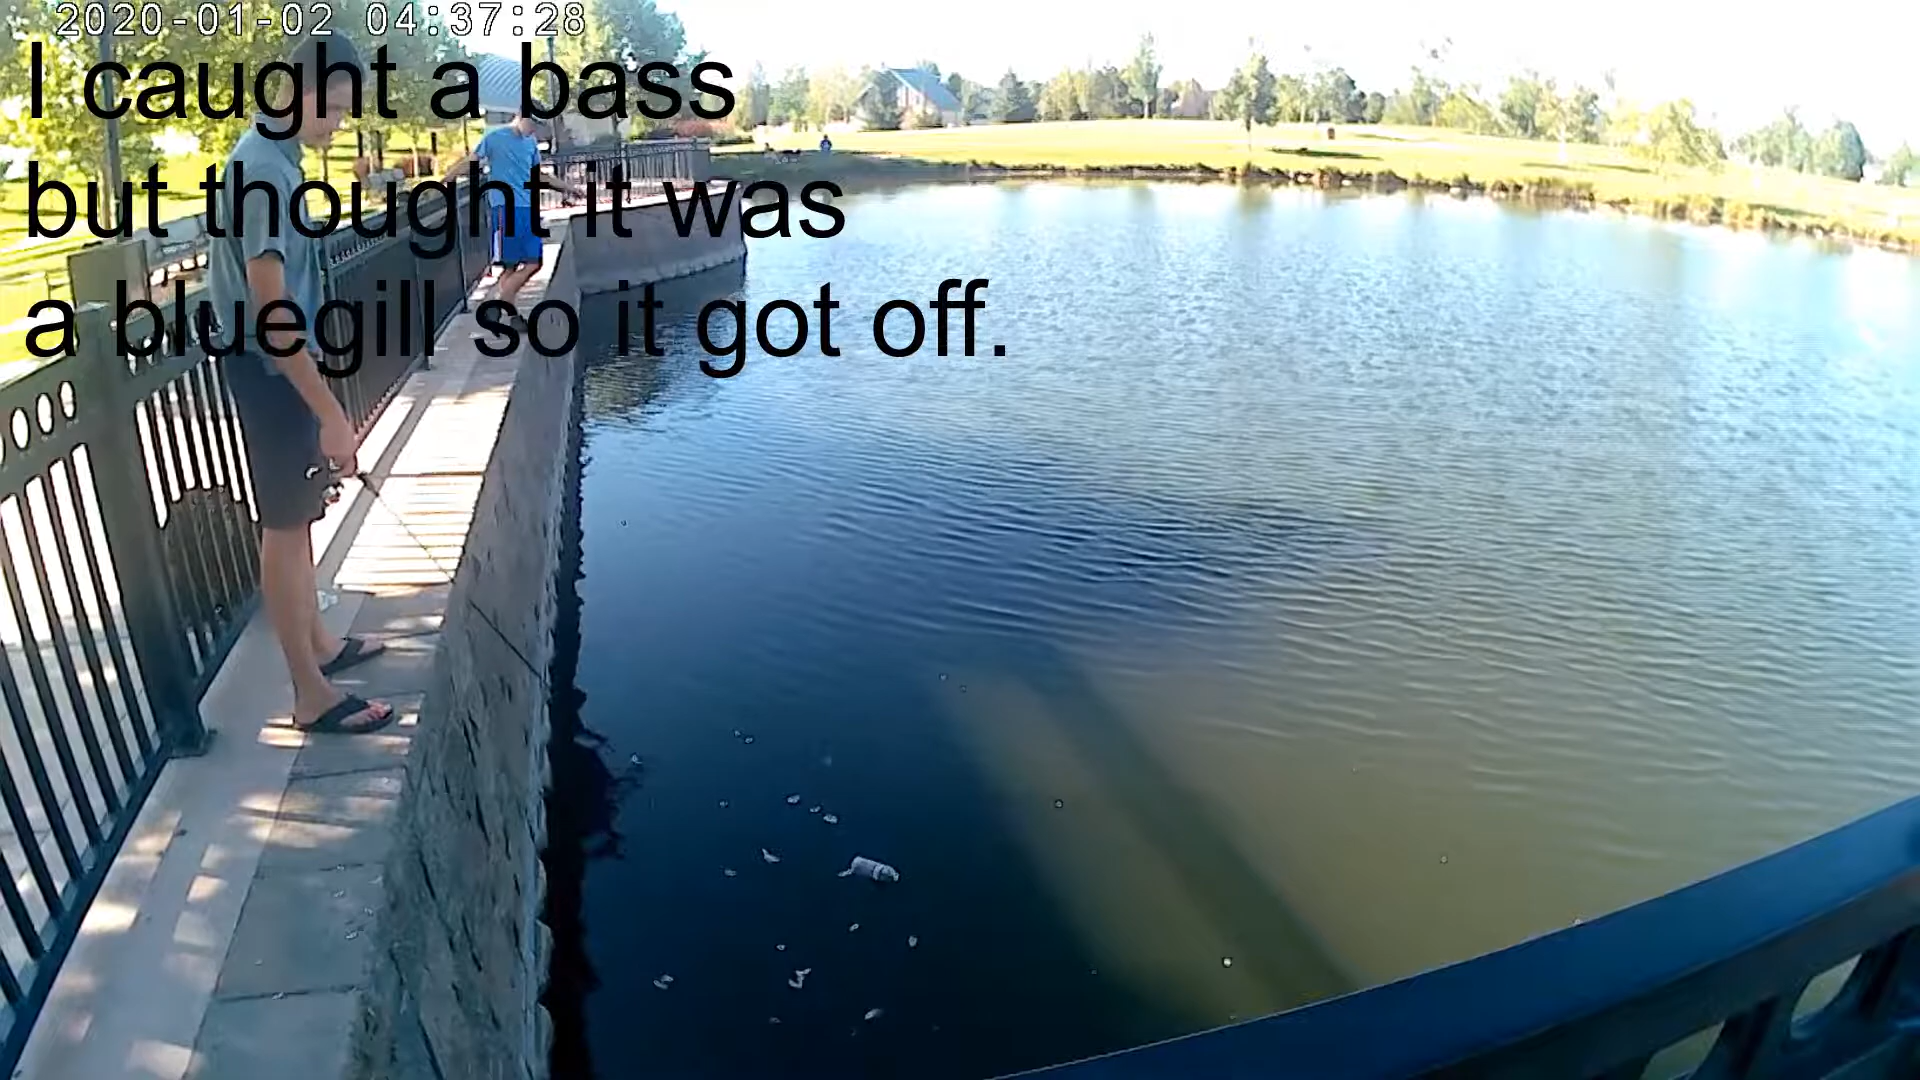 2020-01-02 04:37:28
I caught a bass
but thought it was
a bluegill so it got off.